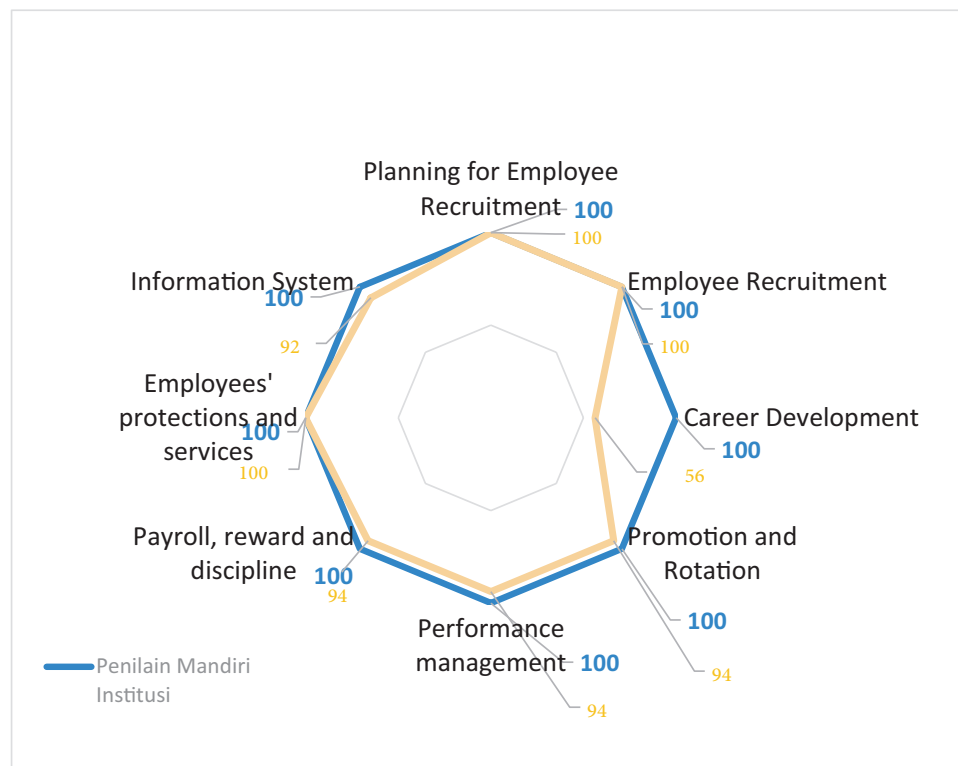 Planning for Employee
Recruitment
100
100
Information System
100
92
Employee Recruitment
100
100
Employees'
protections and
services
100
100
Career Development
100
56
Payroll, reward and
discipline
100
94
Promotion and
Rotation
100
94
Performance
management
100
94
Penilain Mandiri
Institusi